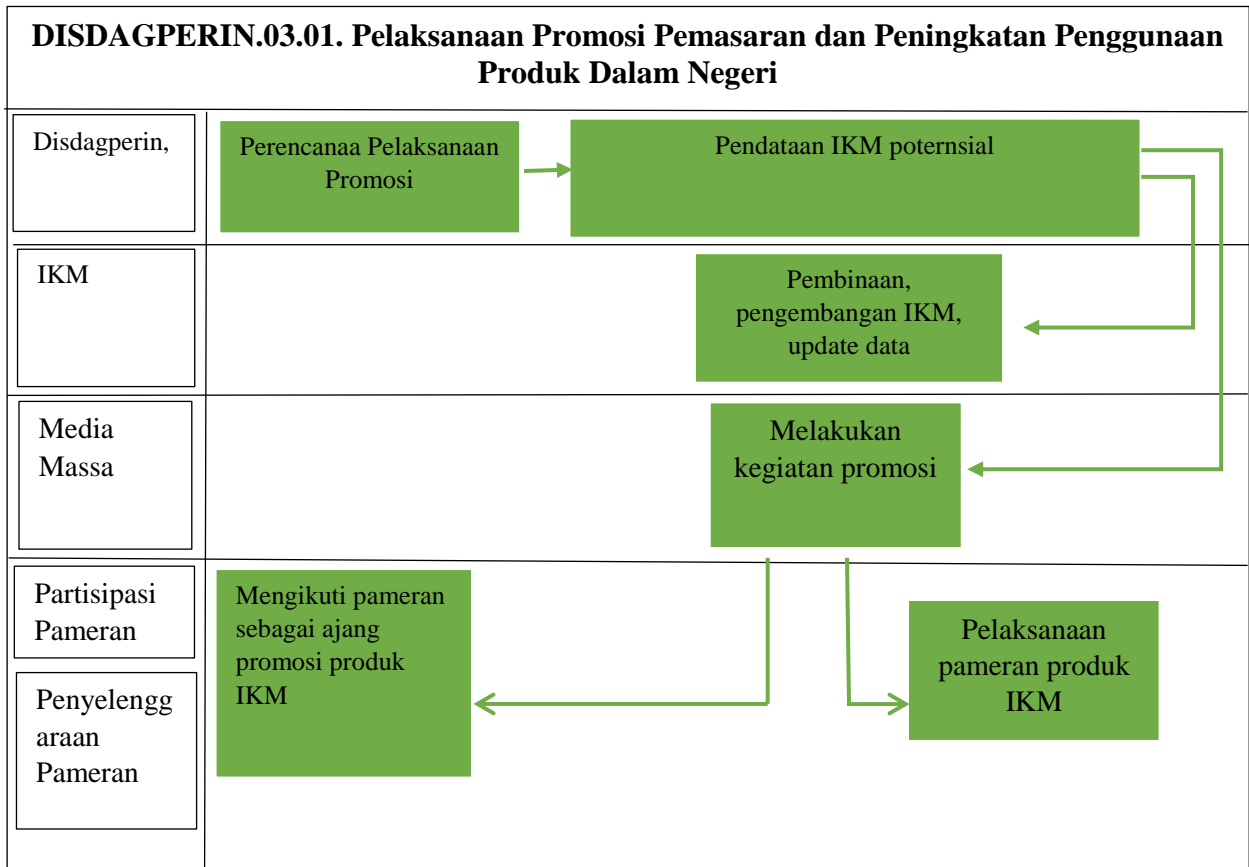 DISDAGPERIN.03.01. Pelaksanaan Promosi Pemasaran dan Peningkatan Penggunaan
Produk Dalam Negeri
Disdagperin,
Perencanaa Pelaksanaan
Promosi
Pendataan IKM poternsial
IKM
Pembinaan,
pengembangan IKM,
update data
Media
Massa
Melakukan
kegiatan promosi
Partisipasi
Pameran
Mengikuti pameran
sebagai ajang
promosi produk
IKM
Pelaksanaan
pameran produk
IKM
Penyelengg
araan
Pameran